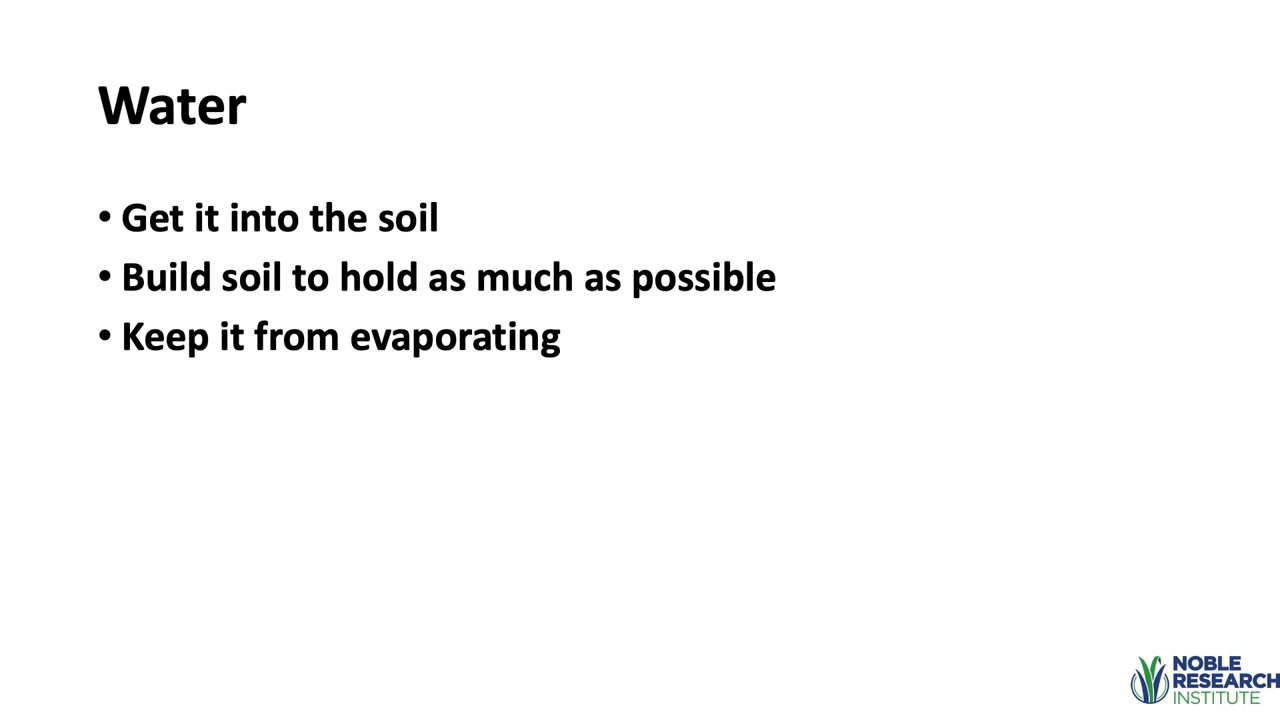 Water
• Get it into the soil
• Build soil to hold as much as possible
• Keep it from evaporating
NOBLE
RESEARCH
INSTITUTE